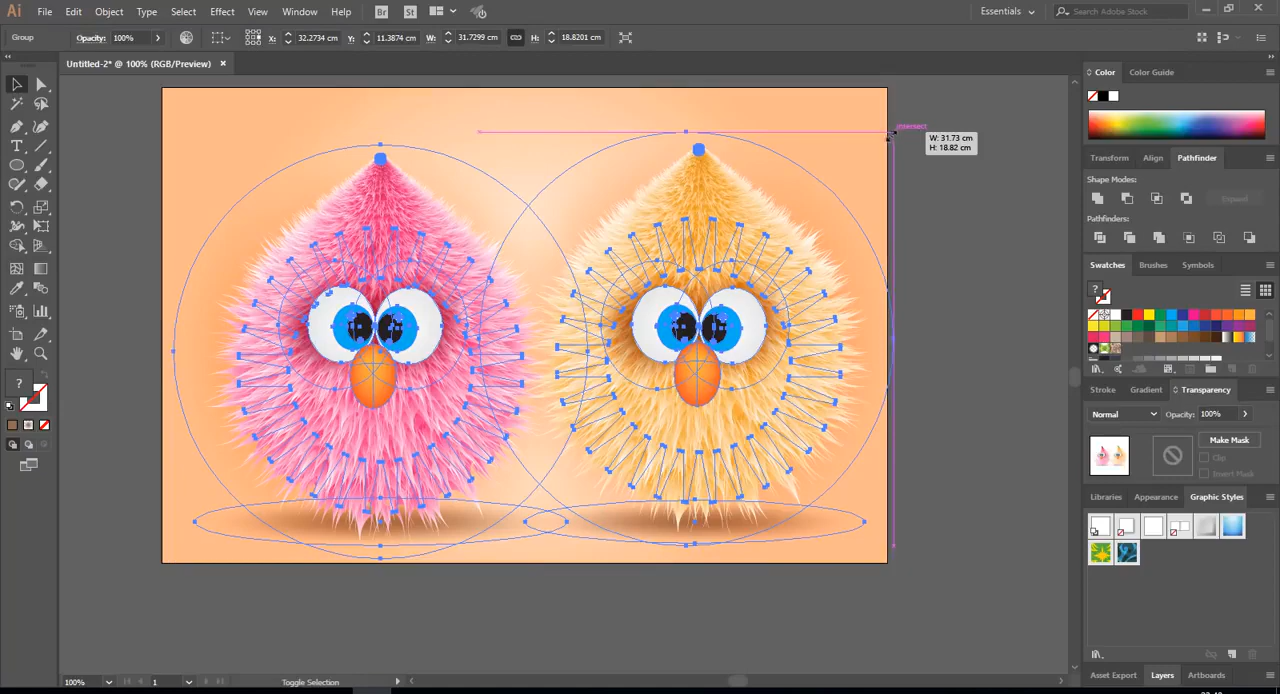 Ai File Edit Object Type Select Effect View Window Help Br St Essentials Search Adobe Stock
Group Opacity: 100% X: 32.2734 cm Y: 11.3874 cm W: 31.7299 cm H: 18.8201 cm
Untitled-2* @ 100% (RGB/Preview) ×
Color Color Guide
intersect
W: 31.73 cm
H: 18.82 cm
Transform Align Pathfinder
Shape Modes:
Expand
Pathfinders:
Swatches Brushes Symbols
?
Stroke Gradient Transparency
Normal Opacity: 100%
Make Mask
Clip
Invert Mask
Libraries Appearance Graphic Styles
?
100% 1 Toggle Selection
Asset Export Layers Artboards